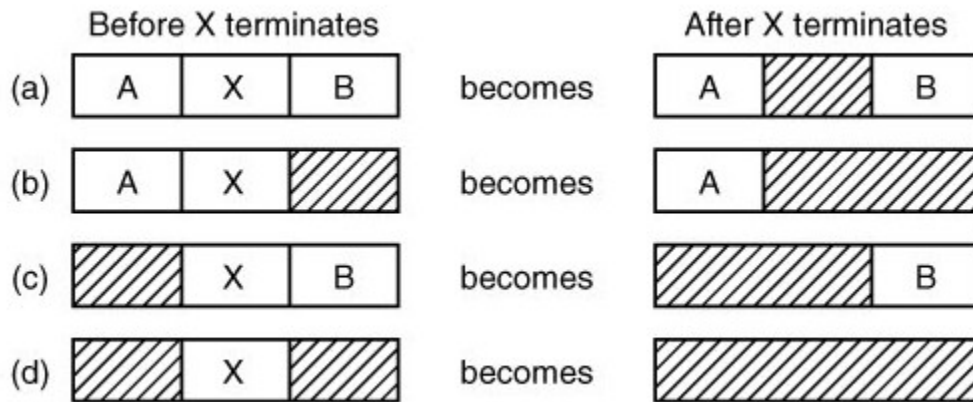 Before X terminates After X terminates
(a) A X B becomes A B
(b) A X becomes A
(c) X B becomes B
(d) X becomes